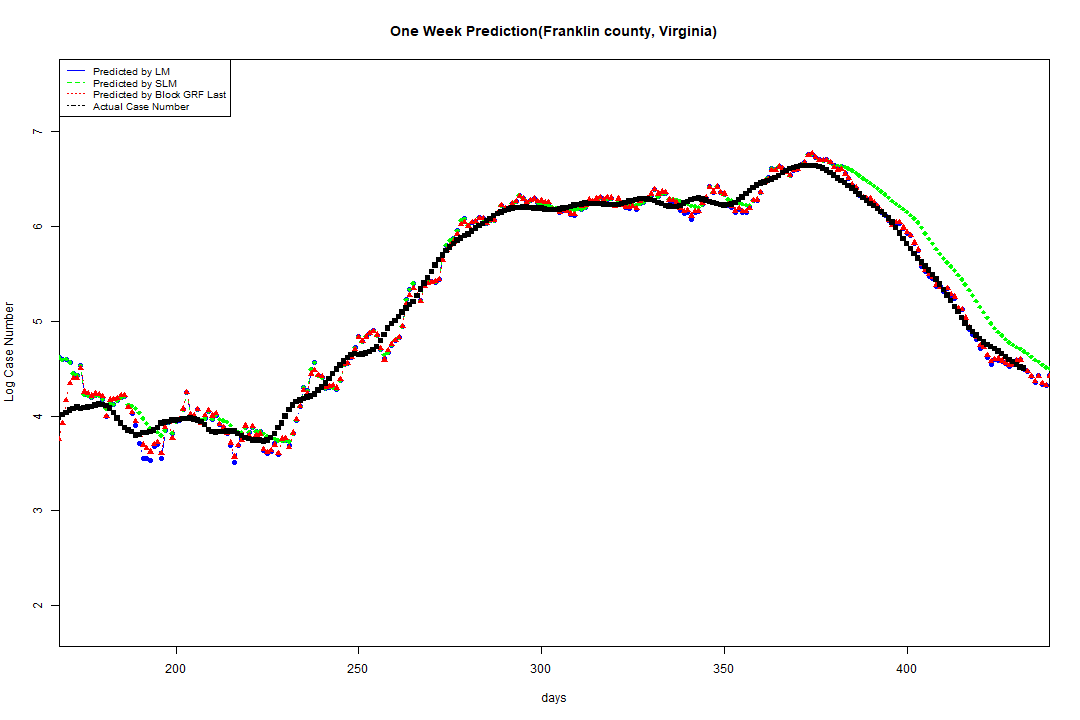 One Week Prediction(Franklin county, Virginia)
Predicted by LM
Predicted by SLM
Predicted by Block GRF Last
Actual Case Number
7
6
5
4
3
2
Log Case Number
200 250 300 350 400
days